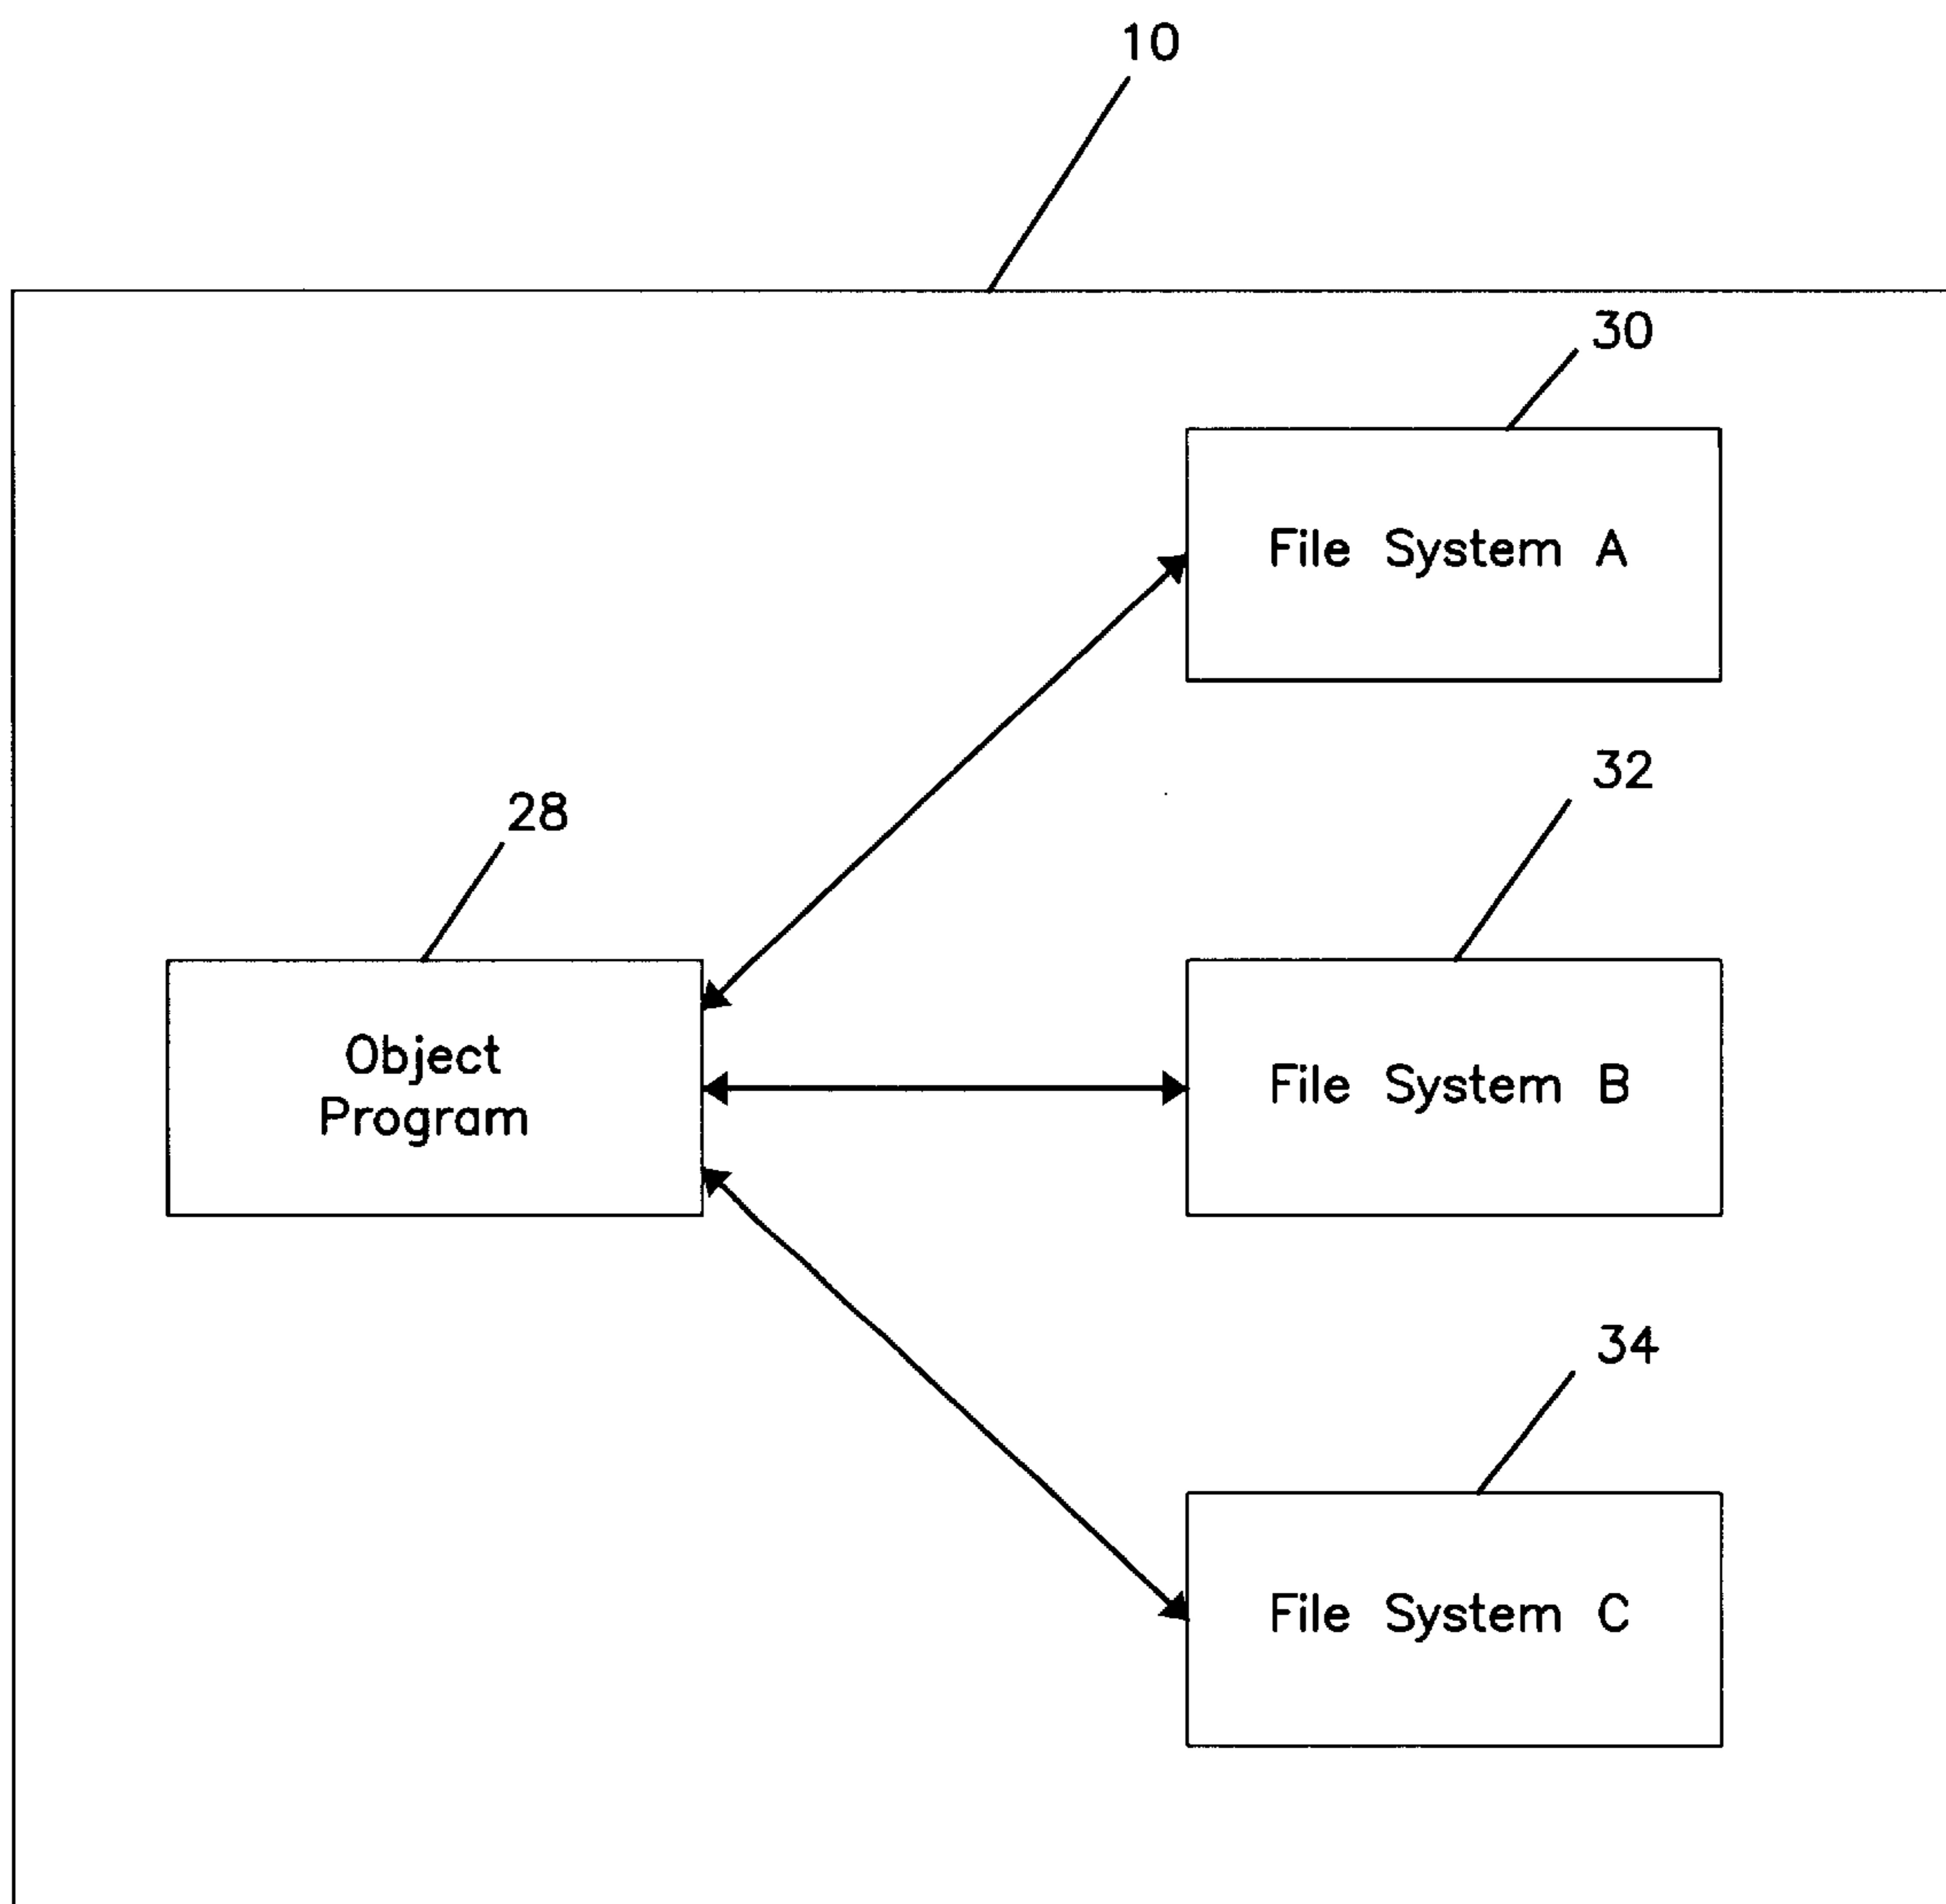 10
30
File System A
32
28
Object
Program
File System B
34
File System C